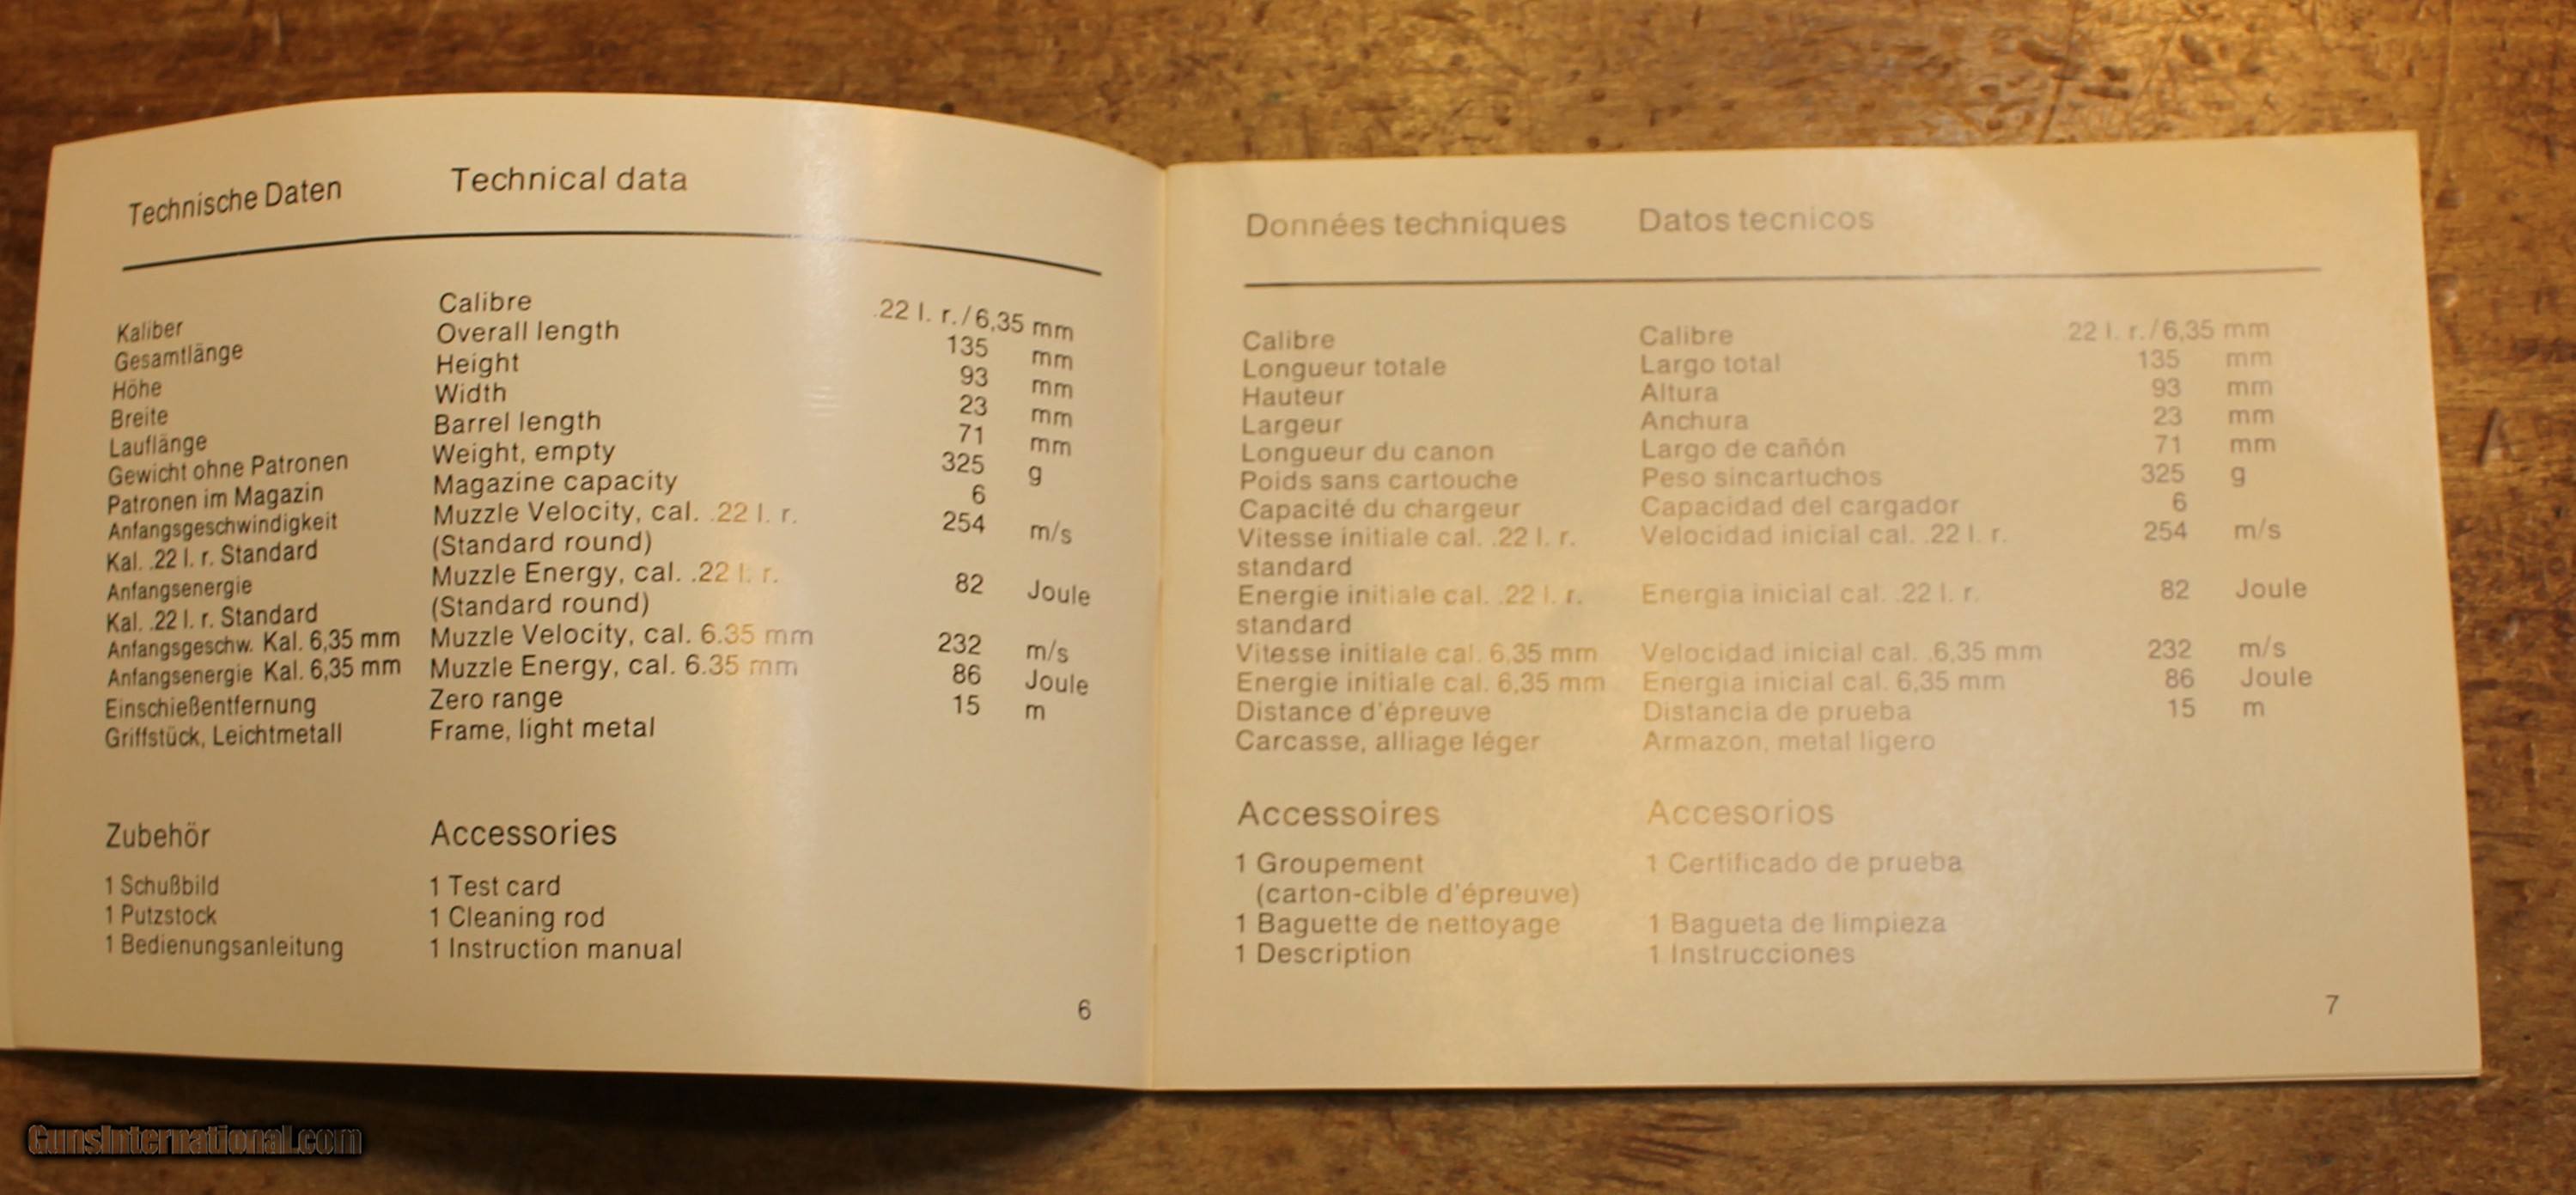 Technische Daten
Technical data
Kaliber
Gesamtlänge
Höhe
Breite
Lauflänge
Gewicht ohne Patronen
Patronen im Magazin
Anfangsgeschwindigkeit
Kal. .22 l. r. Standard
Anfangsenergie
Kal. .22 l. r. Standard
Anfangsgeschw. Kal. 6,35 mm
Anfangsenergie Kal. 6,35 mm
Einschießentfernung
Griffstück, Leichtmetall
Calibre .22 l. r./6,35 mm
Overall length 135 mm
Height 93 mm
Width 23 mm
Barrel length 71 mm
Weight, empty 325 g
Magazine capacity 6
Muzzle Velocity, cal. .22 l. r. 254 m/s
(Standard round)
Muzzle Energy, cal. .22 l. r. 82 Joule
(Standard round)
Muzzle Velocity, cal. 6.35 mm 232 m/s
Muzzle Energy, cal. 6.35 mm 86 Joule
Zero range 15 m
Frame, light metal
Zubehör
1 Schußbild
1 Putzstock
1 Bedienungsanleitung
Accessories
1 Test card
1 Cleaning rod
1 Instruction manual
6
Données techniques
Datos tecnicos
Calibre
Longueur totale
Hauteur
Largeur
Longueur du canon
Poids sans cartouche
Capacité du chargeur
Vitesse initiale cal. .22 l. r.
standard
Energie initiale cal. .22 l. r.
standard
Vitesse initiale cal. 6,35 mm
Energie initiale cal. 6,35 mm
Distance d'épreuve
Carcasse, alliage léger
Calibre 22 l. r./6,35 mm
Largo total 135 mm
Altura 93 mm
Anchura 23 mm
Largo de cañón 71 mm
Peso sincartuchos 325 g
Capacidad del cargador 6
Velocidad inicial cal. .22 l. r. 254 m/s
Energia inicial cal. .22 l. r. 82 Joule
Velocidad inicial cal. .6,35 mm 232 m/s
Energia inicial cal. 6,35 mm 86 Joule
Distancia de prueba 15 m
Armazon, metal ligero
Accessoires
1 Groupement
(carton-cible d'épreuve)
1 Baguette de nettoyage
1 Description
Accesorios
1 Certificado de prueba
1 Bagueta de limpieza
1 Instrucciones
7
GunsInternational.com